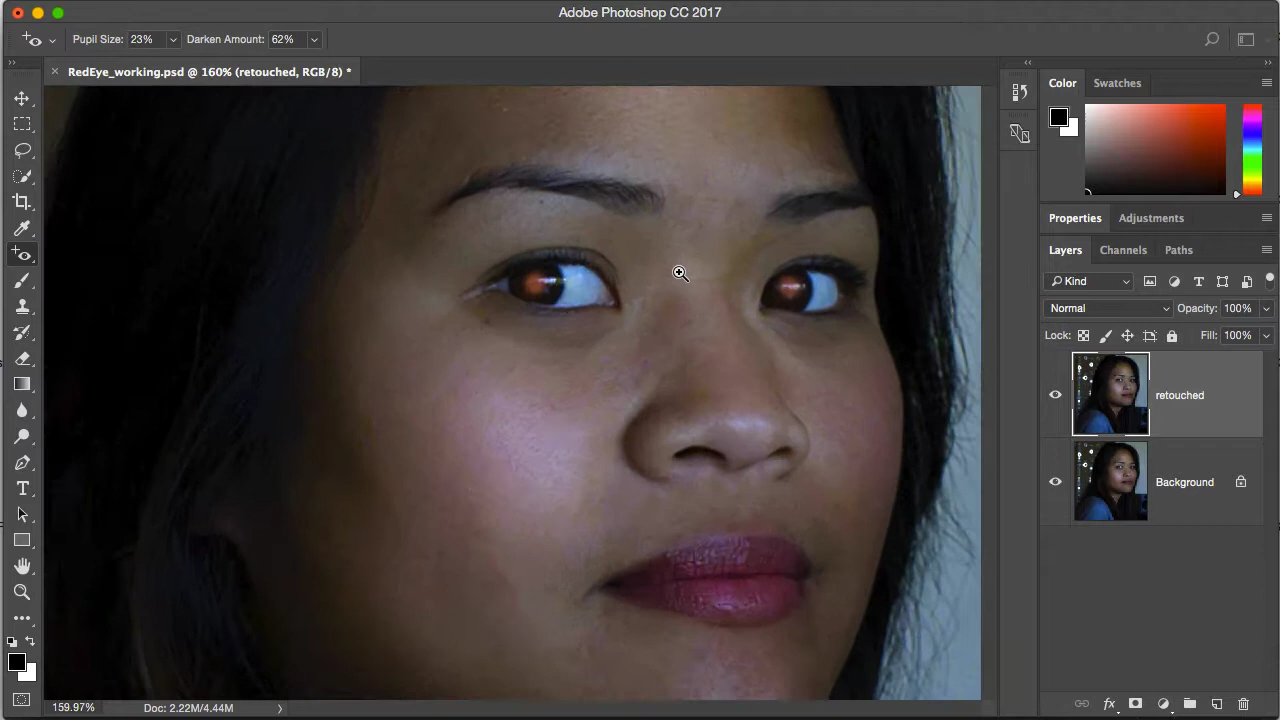 Adobe Photoshop CC 2017
Pupil Size: 23% Darken Amount: 62%
RedEye_working.psd @ 160% (retouched, RGB/8) *
Color Swatches
Properties Adjustments
Layers Channels Paths
Kind
Normal Opacity: 100%
Lock: Fill: 100%
retouched
Background
159.97% Doc: 2.22M/4.44M